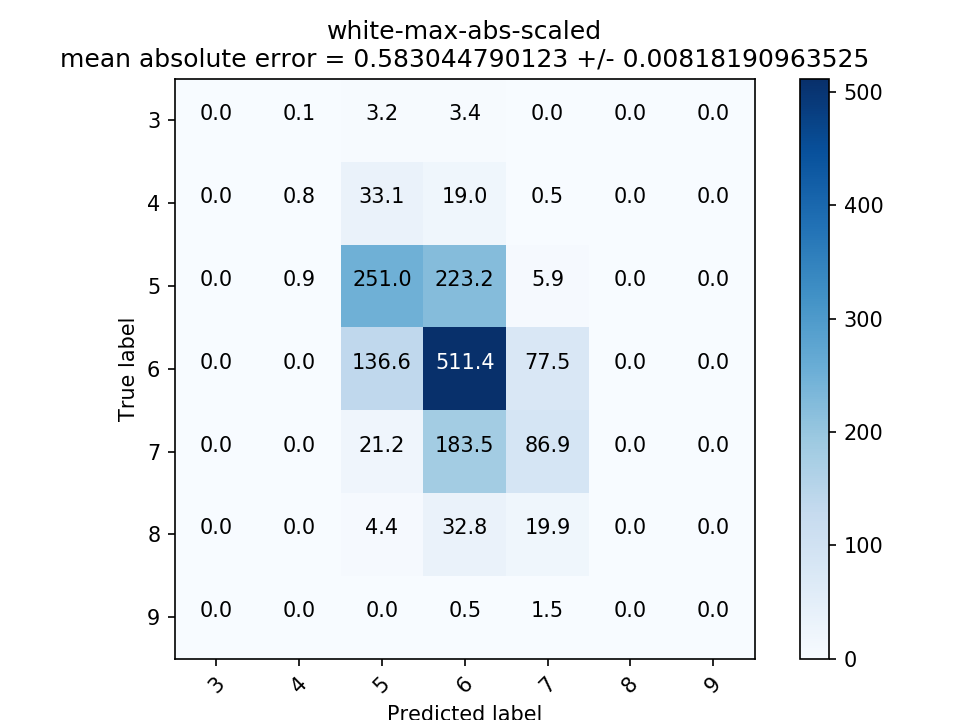 white-max-abs-scaled
mean absolute error = 0.583044790123 +/- 0.00818190963525
3 0.0 0.1 3.2 3.4 0.0 0.0 0.0
4 0.0 0.8 33.1 19.0 0.5 0.0 0.0
5 0.0 0.9 251.0 223.2 5.9 0.0 0.0
6 0.0 0.0 136.6 511.4 77.5 0.0 0.0
7 0.0 0.0 21.2 183.5 86.9 0.0 0.0
8 0.0 0.0 4.4 32.8 19.9 0.0 0.0
9 0.0 0.0 0.0 0.5 1.5 0.0 0.0
True label
3 4 5 6 7 8 9
Predicted label
500
400
300
200
100
0